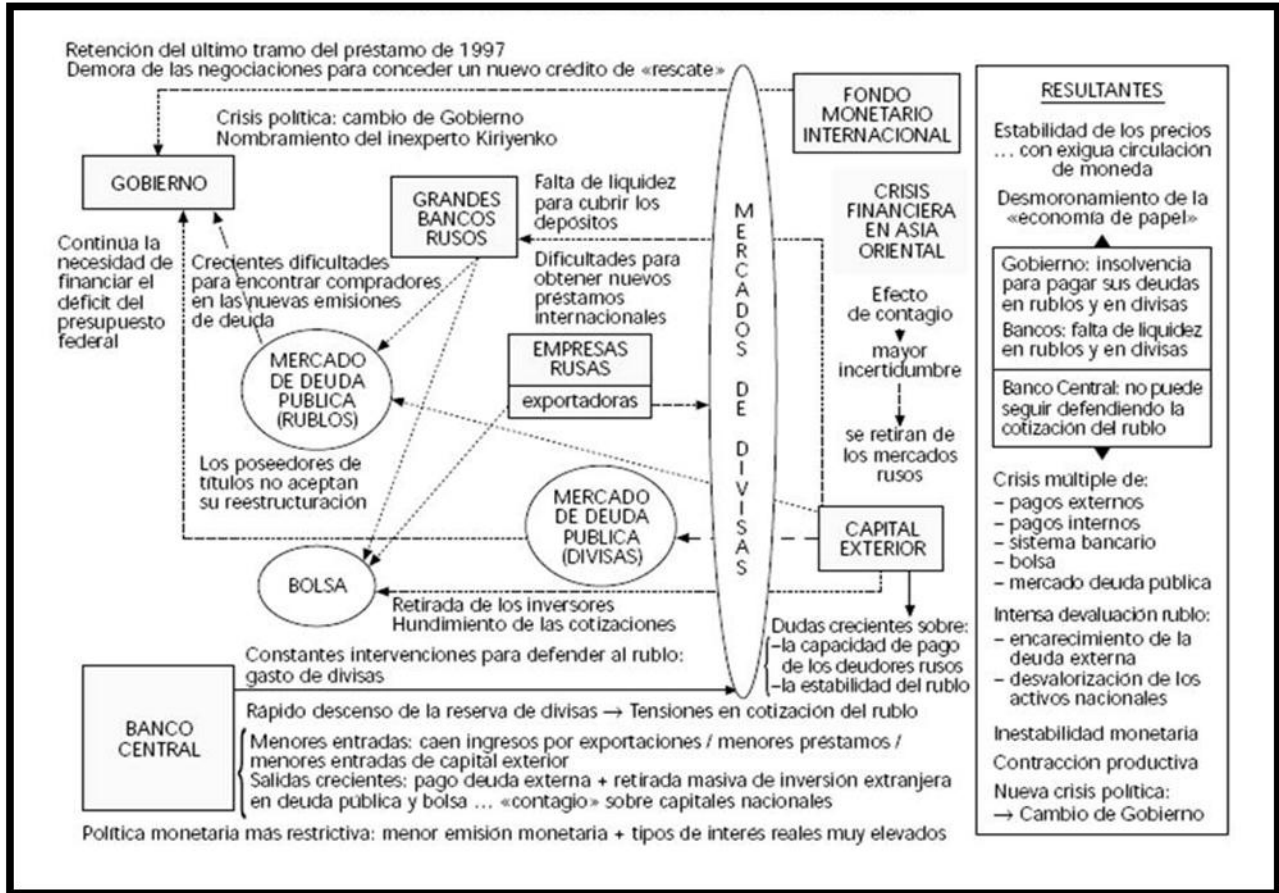 Retención del último tramo del préstamo de 1997
Demora de las negociaciones para conceder un nuevo crédito de «rescate»
FONDO
MONETARIO
INTERNACIONAL
Crisis política: cambio de Gobierno
Nombramiento del inexperto Kiriyenko
GOBIERNO
GRANDES
BANCOS
RUSOS
Falta de liquidez
para cubrir los
depósitos
Continúa la
necesidad de
financiar el
déficit del
presupuesto
federal
Crecientes dificultades
para encontrar compradores
en las nuevas emisiones
de deuda
Dificultades para
obtener nuevos
préstamos
internacionales
MERCADO
DE DEUDA
PUBLICA
(RUBLOS)
EMPRESAS
RUSAS
exportadoras
MERCADOS DE DIVISAS
CRISIS
FINANCIERA
EN ASIA
ORIENTAL
Efecto
de contagio
mayor
incertidumbre
se retiran de
los mercados
rusos
Los poseedores de
títulos no aceptan
su reestructuración
MERCADO
DE DEUDA
PUBLICA
(DIVISAS)
CAPITAL
EXTERIOR
BOLSA
Retirada de los inversores
Hundimiento de las cotizaciones
Dudas crecientes sobre:
–la capacidad de pago
de los deudores rusos
–la estabilidad del rublo
BANCO
CENTRAL
Constantes intervenciones para defender al rublo:
gasto de divisas
Rápido descenso de la reserva de divisas → Tensiones en cotización del rublo
Menores entradas: caen ingresos por exportaciones / menores préstamos /
menores entradas de capital exterior
Salidas crecientes: pago deuda externa + retirada masiva de inversión extranjera
en deuda pública y bolsa ... «contagio» sobre capitales nacionales
Política monetaria más restrictiva: menor emisión monetaria + tipos de interés reales muy elevados
RESULTANTES
Estabilidad de los precios
... con exigua circulación
de moneda
Desmoronamiento de la
«economía de papel»
Gobierno: insolvencia
para pagar sus deudas
en rublos y en divisas
Bancos: falta de liquidez
en rublos y en divisas
Banco Central: no puede
seguir defendiendo la
cotización del rublo
Crisis múltiple de:
– pagos externos
– pagos internos
– sistema bancario
– bolsa
– mercado deuda pública
Intensa devaluación rublo:
– encarecimiento de la
deuda externa
– desvalorización de los
activos nacionales
Inestabilidad monetaria
Contracción productiva
Nueva crisis política:
→ Cambio de Gobierno